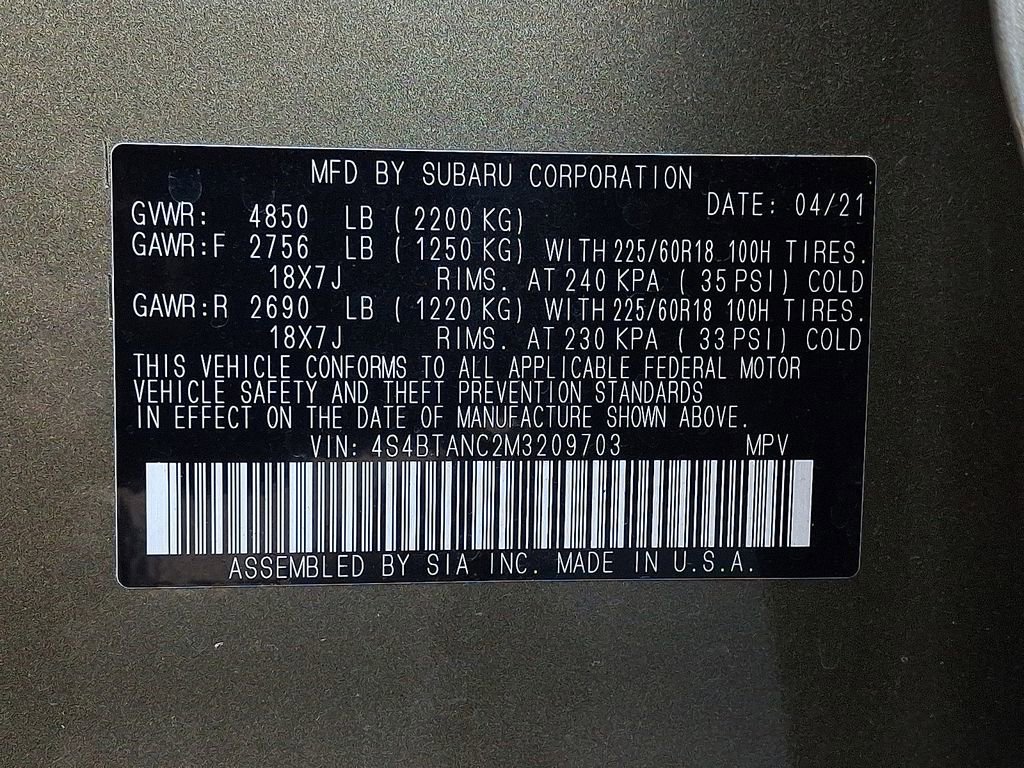 MFD BY SUBARU CORPORATION
DATE: 04/21
GVWR: 4850 LB ( 2200 KG)
GAWR:F 2756 LB ( 1250 KG) WITH 225/60R18 100H TIRES.
18X7J RIMS. AT 240 KPA ( 35 PSI) COLD
GAWR:R 2690 LB ( 1220 KG) WITH 225/60R18 100H TIRES.
18X7J RIMS. AT 230 KPA ( 33 PSI) COLD
THIS VEHICLE CONFORMS TO ALL APPLICABLE FEDERAL MOTOR
VEHICLE SAFETY AND THEFT PREVENTION STANDARDS
IN EFFECT ON THE DATE OF MANUFACTURE SHOWN ABOVE.
VIN: 4S4BTANC2M3209703 MPV
ASSEMBLED BY SIA INC. MADE IN U.S.A.